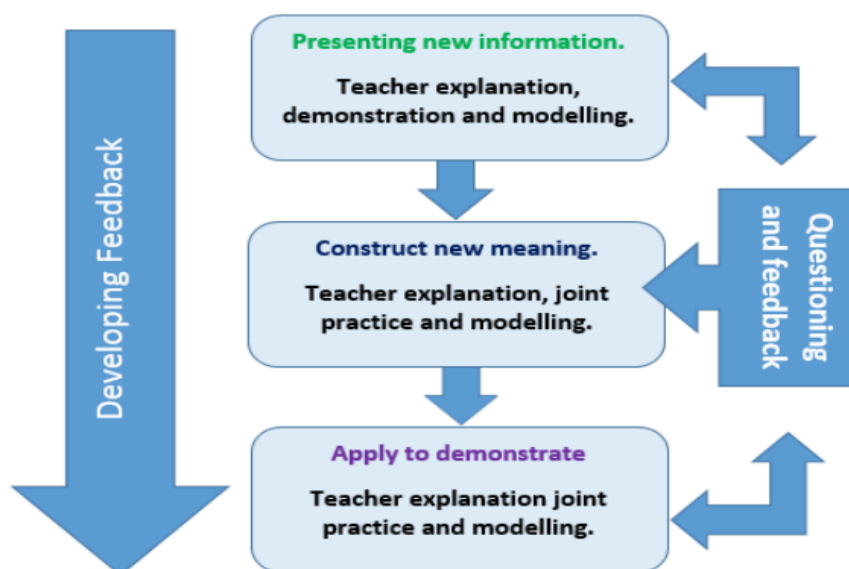 Developing Feedback
Presenting new information.
Teacher explanation,
demonstration and modelling.
Construct new meaning.
Teacher explanation, joint
practice and modelling.
Apply to demonstrate
Teacher explanation joint
practice and modelling.
Questioning
and feedback